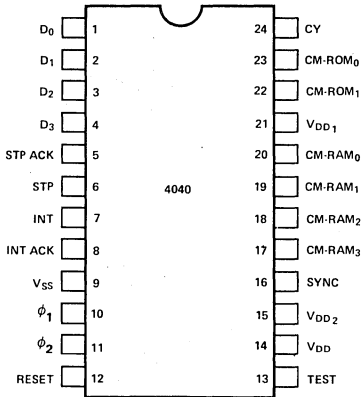 D₀ 1 24 CY
D₁ 2 23 CM-ROM₀
D₂ 3 22 CM-ROM₁
D₃ 4 21 VDD₁
STP ACK 5 20 CM-RAM₀
STP 6 4040 19 CM-RAM₁
INT 7 18 CM-RAM₂
INT ACK 8 17 CM-RAM₃
VSS 9 16 SYNC
ϕ₁ 10 15 VDD₂
ϕ₂ 11 14 VDD
RESET 12 13 TEST